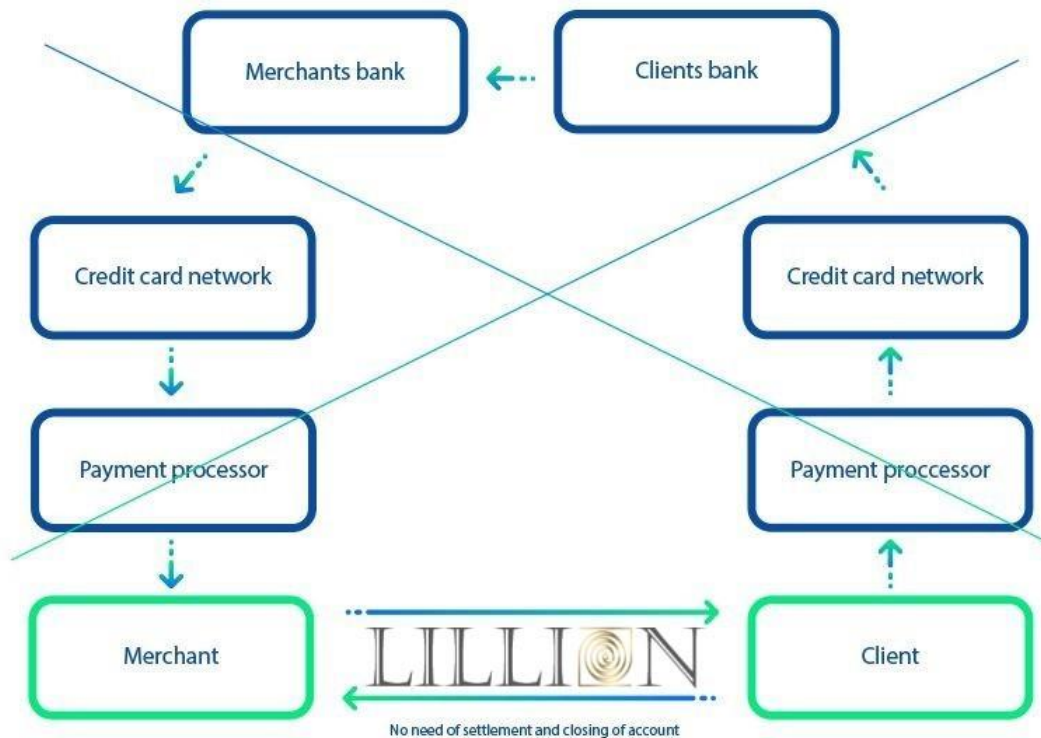 Merchants bank
Clients bank
Credit card network
Credit card network
Payment processor
Payment proccessor
Merchant
LILLION
Client
No need of settlement and closing of account